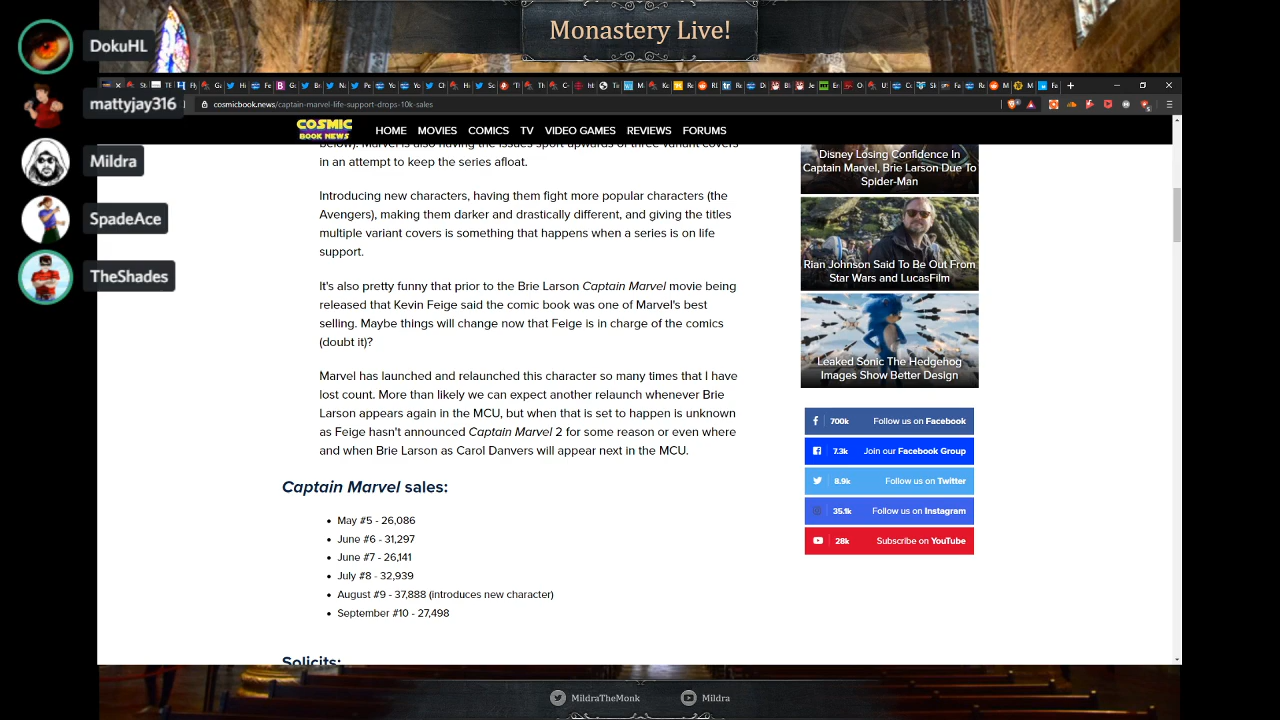 Monastery Live!
DokuHL
mattyjay316
Mildra
SpadeAce
TheShades
cosmicbook.news/captain-marvel-life-support-drops-10k-sales
COSMIC
BOOK NEWS
HOME MOVIES COMICS TV VIDEO GAMES REVIEWS FORUMS
below). Marvel is also having the issues sport upwards of three variant covers
in an attempt to keep the series afloat.
Introducing new characters, having them fight more popular characters (the
Avengers), making them darker and drastically different, and giving the titles
multiple variant covers is something that happens when a series is on life
support.
It's also pretty funny that prior to the Brie Larson Captain Marvel movie being
released that Kevin Feige said the comic book was one of Marvel's best
selling. Maybe things will change now that Feige is in charge of the comics
(doubt it)?
Marvel has launched and relaunched this character so many times that I have
lost count. More than likely we can expect another relaunch whenever Brie
Larson appears again in the MCU, but when that is set to happen is unknown
as Feige hasn't announced Captain Marvel 2 for some reason or even where
and when Brie Larson as Carol Danvers will appear next in the MCU.
Captain Marvel sales:
May #5 - 26,086
June #6 - 31,297
June #7 - 26,141
July #8 - 32,939
August #9 - 37,888 (introduces new character)
September #10 - 27,498
Solicits:
Disney Losing Confidence In
Captain Marvel, Brie Larson Due To
Spider-Man
Rian Johnson Said To Be Out From
Star Wars and LucasFilm
Leaked Sonic The Hedgehog
Images Show Better Design
700k Follow us on Facebook
7.3k Join our Facebook Group
8.9k Follow us on Twitter
35.1k Follow us on Instagram
28k Subscribe on YouTube
MildraTheMonk
Mildra